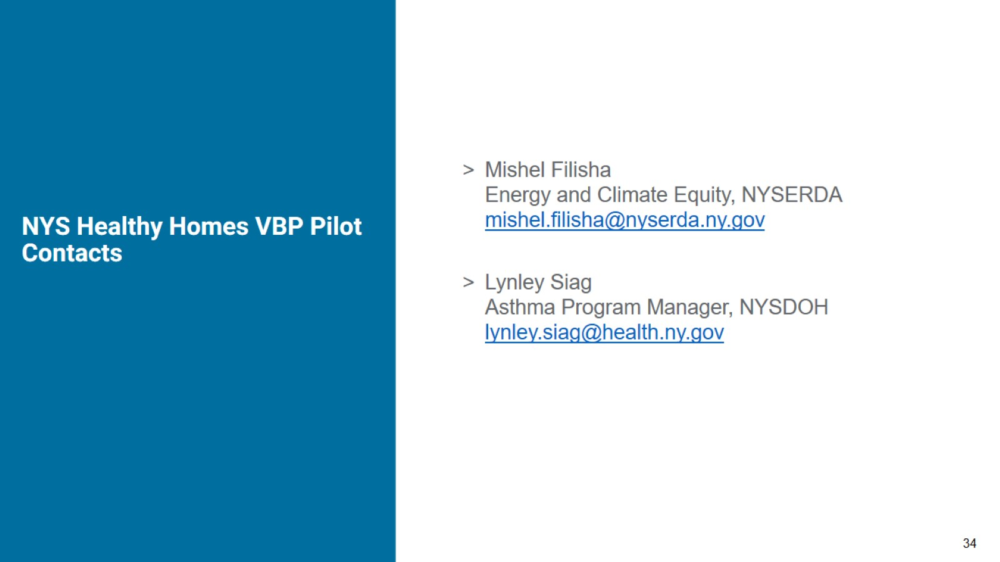 NYS Healthy Homes VBP Pilot
Contacts
> Mishel Filisha
Energy and Climate Equity, NYSERDA
mishel.filisha@nyserda.ny.gov
> Lynley Siag
Asthma Program Manager, NYSDOH
lynley.siag@health.ny.gov
34